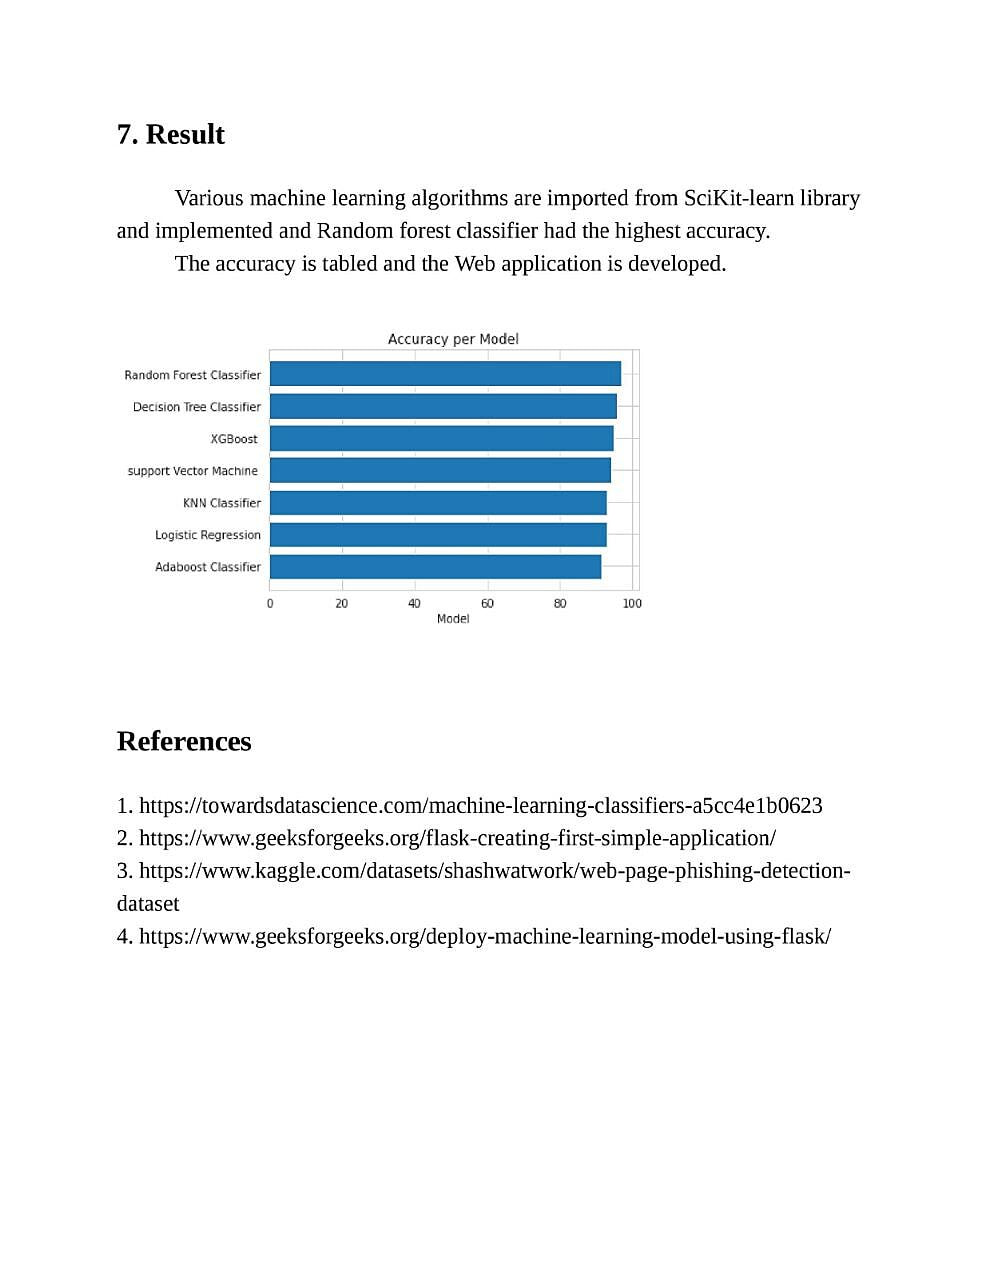 7. Result
Various machine learning algorithms are imported from SciKit-learn library
and implemented and Random forest classifier had the highest accuracy.
The accuracy is tabled and the Web application is developed.
Accuracy per Model
Random Forest Classifier
Decision Tree Classifier
XGBoost
support Vector Machine
KNN Classifier
Logistic Regression
Adaboost Classifier
0 20 40 60 80 100
Model
References
1. https://towardsdatascience.com/machine-learning-classifiers-a5cc4e1b0623
2. https://www.geeksforgeeks.org/flask-creating-first-simple-application/
3. https://www.kaggle.com/datasets/shashwatwork/web-page-phishing-detection-
dataset
4. https://www.geeksforgeeks.org/deploy-machine-learning-model-using-flask/